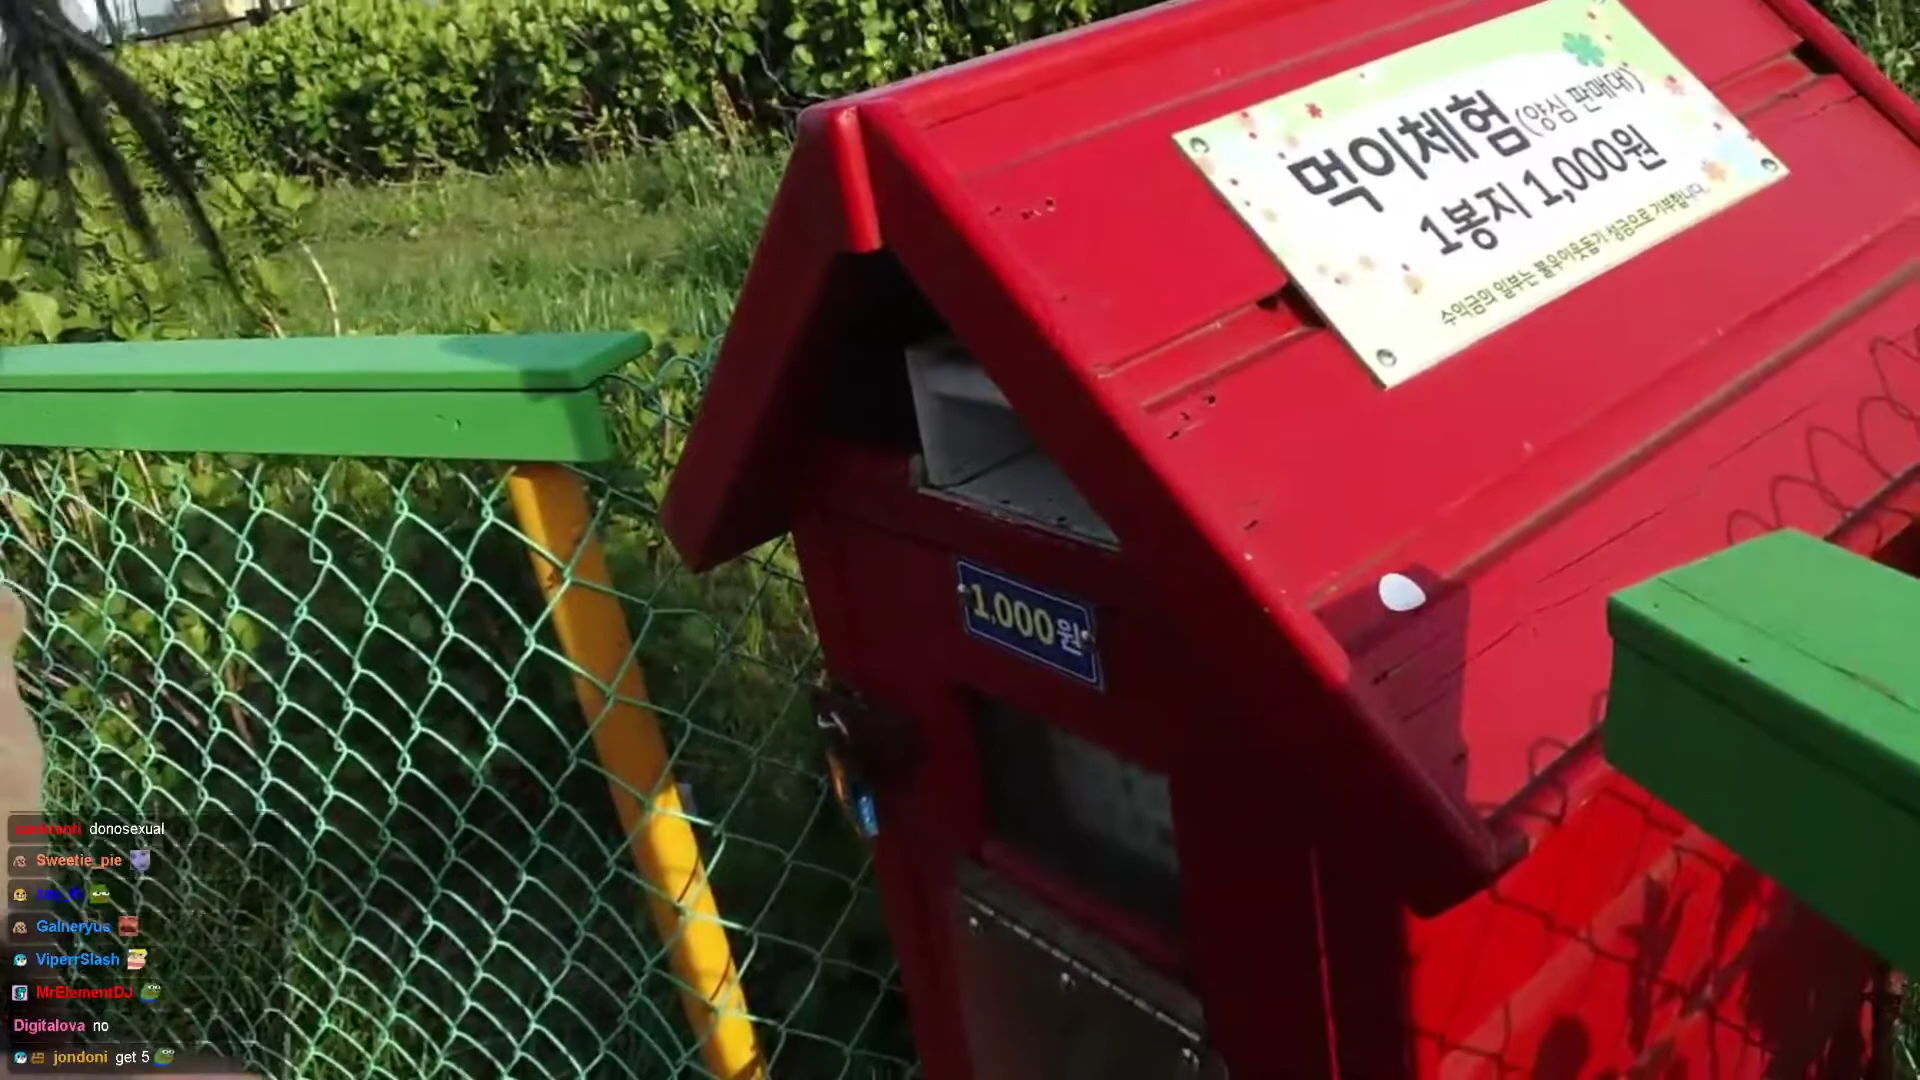 먹이체험(양심 판매대)
1봉지 1,000원
수익금의 일부는 불우이웃돕기 성금으로 기부합니다.
1,000원
donosexual
Sweetie_pie
Galneryus
ViperrSlash
MrElementDJ
Digitalova no
jondoni get 5